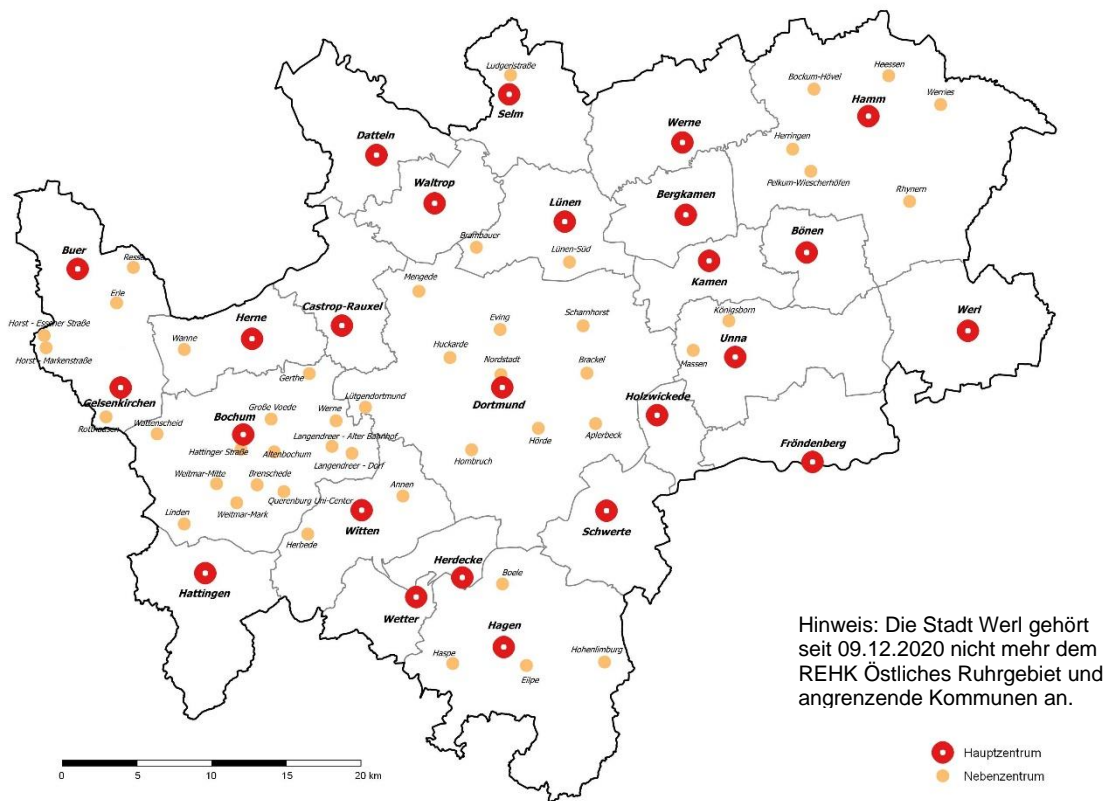 Ludgeristraße
Selm
Heessen
Bockum-Hövel
Werries
Hamm
Werne
Datteln
Herringen
Pelkum-Wiescherhöfen
Rhynern
Waltrop
Lünen
Bergkamen
Bönen
Brambauer
Lünen-Süd
Buer
Resse
Erle
Mengede
Kamen
Horst - Essener Straße
Horst - Markenstraße
Castrop-Rauxel
Herne
Wanne
Eving
Scharnhorst
Königsborn
Werl
Unna
Massen
Huckarde
Nordstadt
Brackel
Gerthe
Dortmund
Gelsenkirchen
Rotthausen
Wattenscheid
Große Voede
Bochum
Werne
Lütgendortmund
Holzwickede
Hörde
Aplerbeck
Hattinger Straße
Altenbochum
Langendreer - Alter Bahnhof
Langendreer - Dorf
Hombruch
Fröndenberg
Weitmar-Mitte
Brenschede
Querenburg Uni-Center
Weitmar-Mark
Annen
Linden
Witten
Herbede
Schwerte
Hattingen
Herdecke
Boele
Wetter
Hagen
Haspe
Eilpe
Hohenlimburg
Hinweis: Die Stadt Werl gehört
seit 09.12.2020 nicht mehr dem
REHK Östliches Ruhrgebiet und
angrenzende Kommunen an.
Hauptzentrum
Nebenzentrum
0 5 10 15 20 km